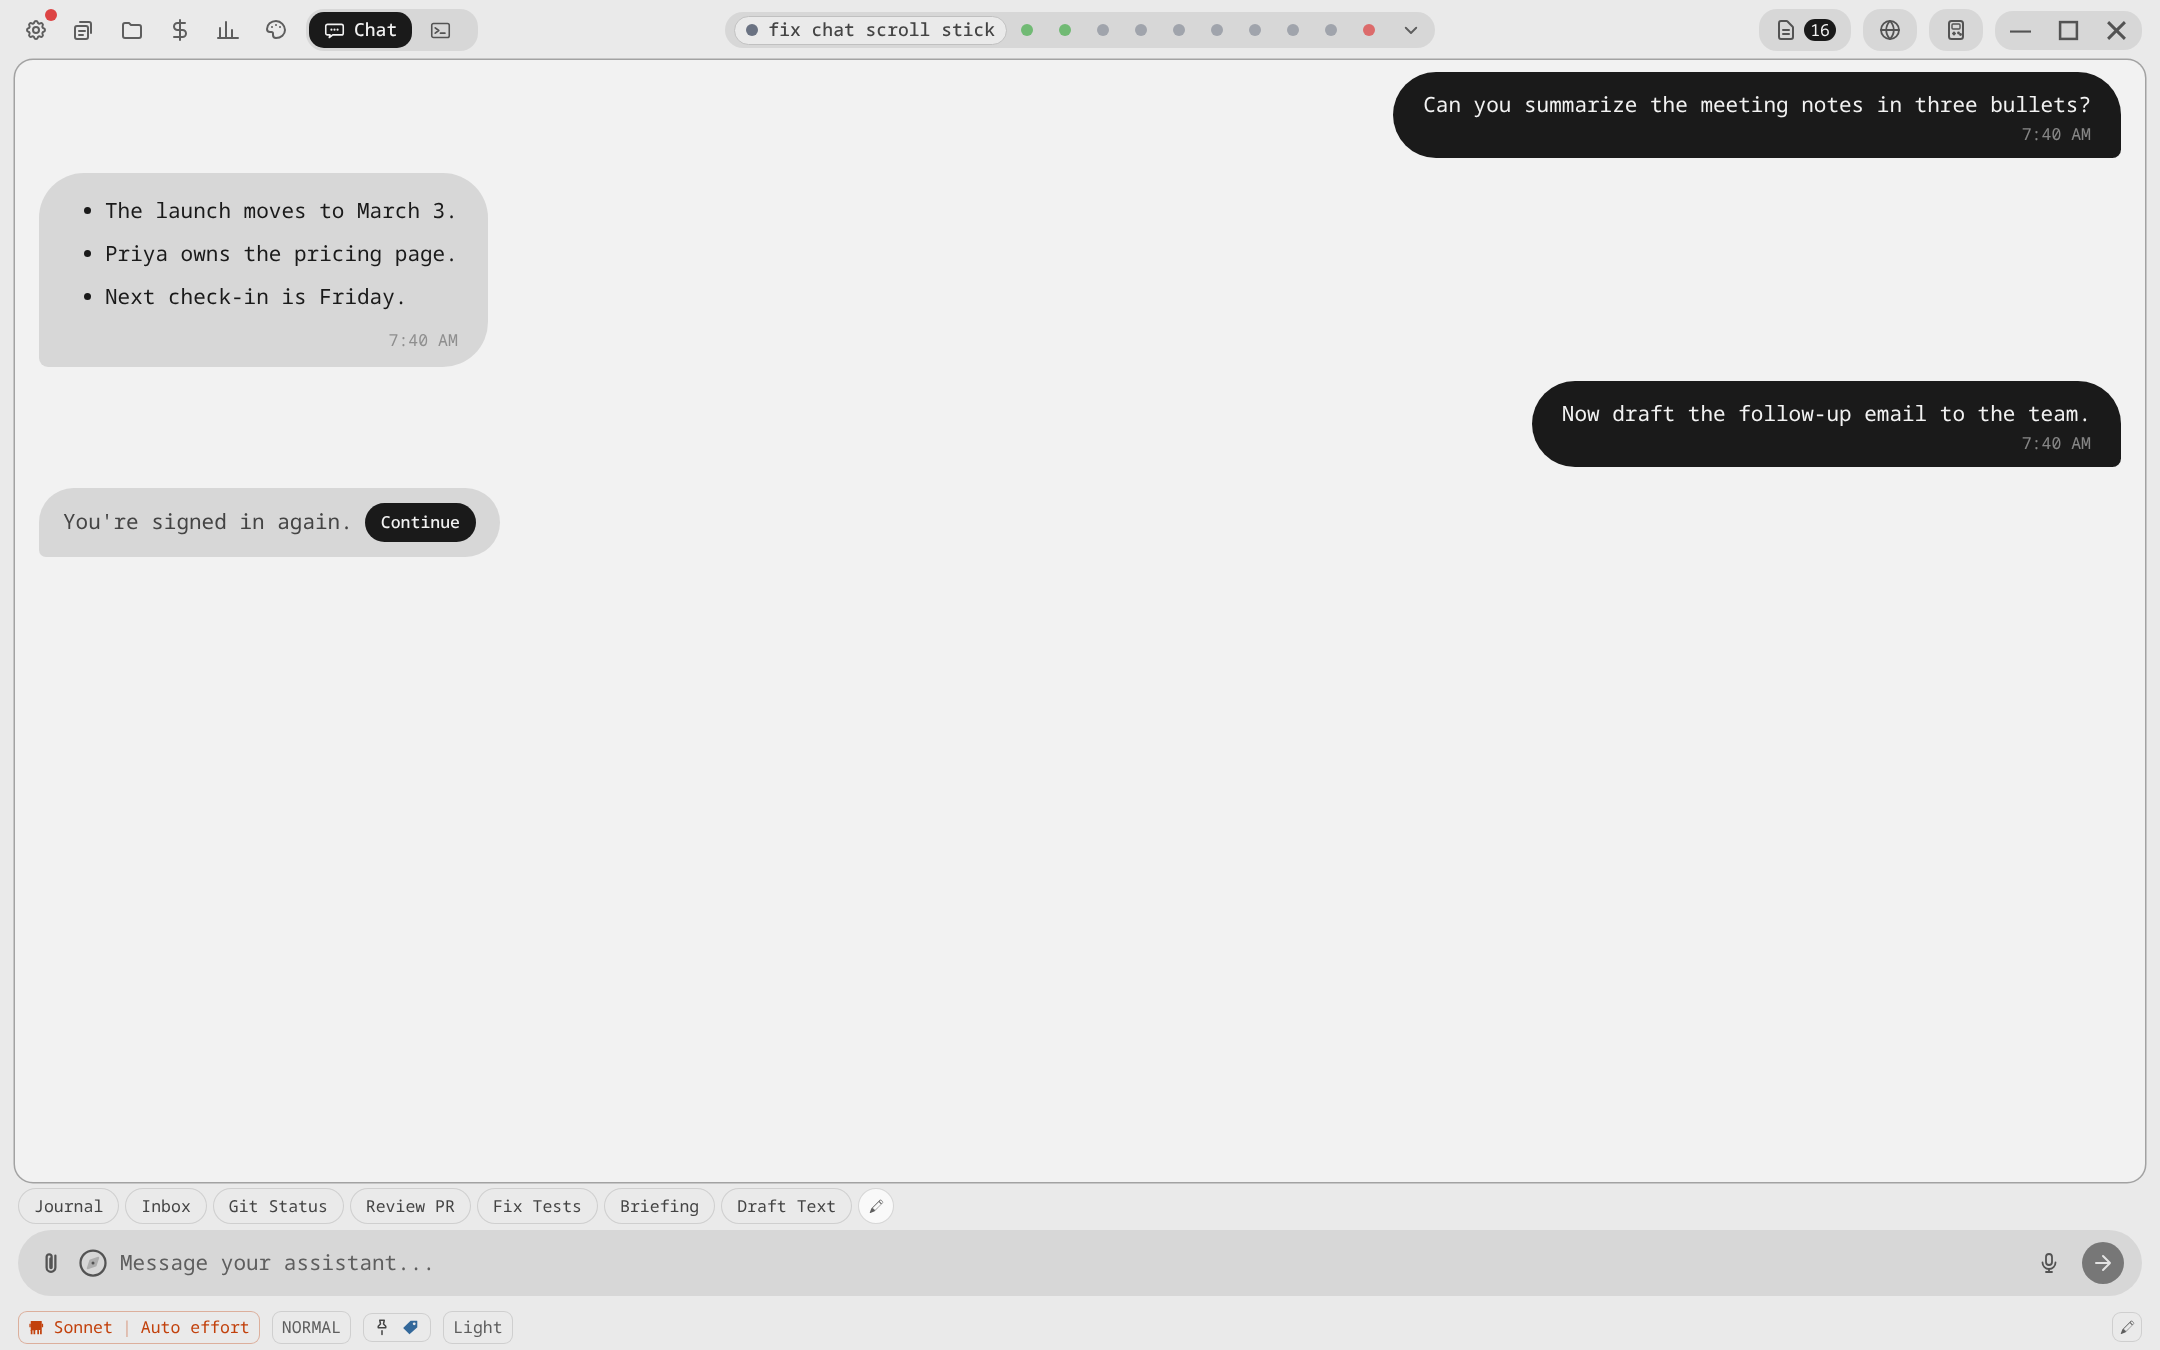 Chat
fix chat scroll stick
16
Can you summarize the meeting notes in three bullets?
7:40 AM
• The launch moves to March 3.
• Priya owns the pricing page.
• Next check-in is Friday.
7:40 AM
Now draft the follow-up email to the team.
7:40 AM
You're signed in again. Continue
Journal Inbox Git Status Review PR Fix Tests Briefing Draft Text
Message your assistant...
Sonnet | Auto effort NORMAL Light